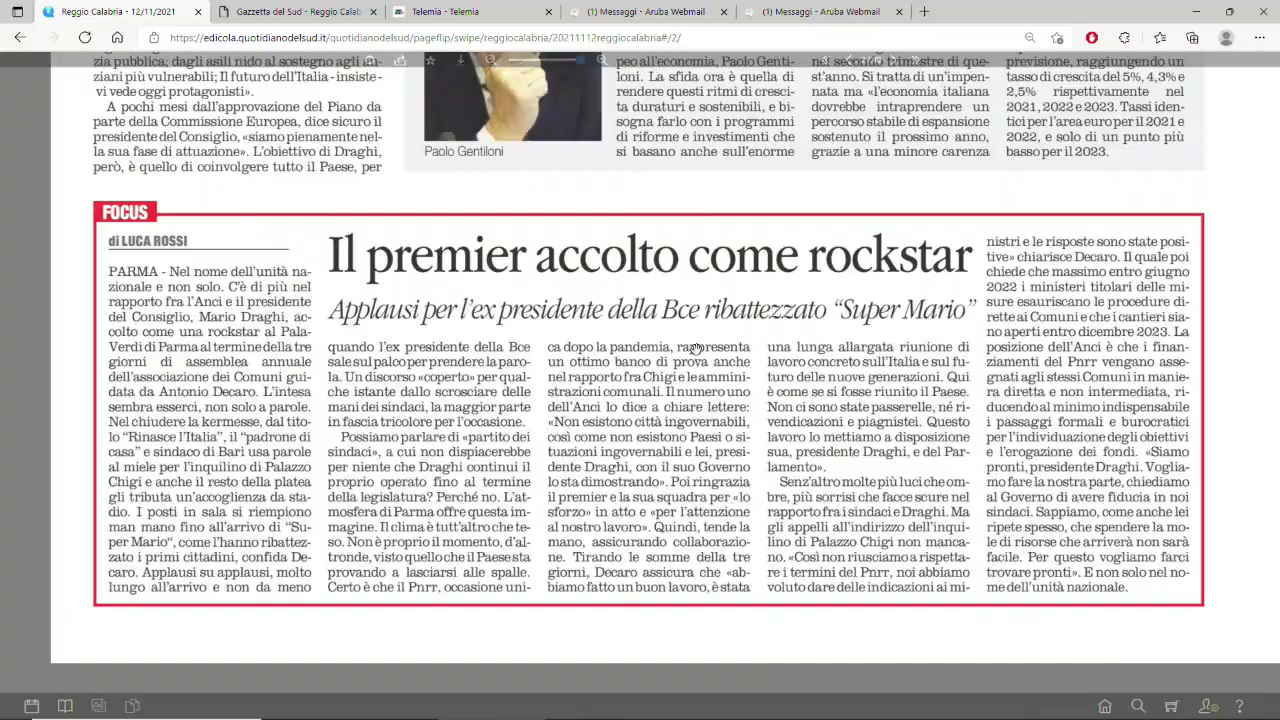 Reggio Calabria - 12/11/2021
Gazzetta del Sud - Reggio Calab
Telemia - Telemia
(1) Messaggi - Aruba Webmail
(1) Messaggi - Aruba Webmail
https://edicola.quotidianodelsud.it/quotidianodelsud/pageflip/swipe/reggiocalabria/20211112reggiocalabria#/2/
zia pubblica; dagli asili nido al sostegno agli an-
ziani più vulnerabili; Il futuro dell'Italia - insiste -
vi vede oggi protagonisti».
A pochi mesi dall'approvazione del Piano da
parte della Commissione Europea, dice sicuro il
presidente del Consiglio, «siamo pienamente nel-
la sua fase di attuazione». L'obiettivo di Draghi,
però, è quello di coinvolgere tutto il Paese, per
Paolo Gentiloni
peo all'economia, Paolo Genti-
loni. La sfida ora è quella di
rendere questi ritmi di cresci-
ta duraturi e sostenibili, e bi-
sogna farlo con i programmi
di riforme e investimenti che
si basano anche sull'enorme
nel secondo trimestre di que-
st'anno. Si tratta di un'impen-
nata ma «l'economia italiana
dovrebbe intraprendere un
percorso stabile di espansione
sostenuto il prossimo anno,
grazie a una minore carenza
previsione, raggiungendo un
tasso di crescita del 5%, 4,3% e
2,5% rispettivamente nel
2021, 2022 e 2023. Tassi iden-
tici per l'area euro per il 2021 e
2022, e solo di un punto più
basso per il 2023.
FOCUS
di LUCA ROSSI
Il premier accolto come rockstar
Applausi per l'ex presidente della Bce ribattezzato “Super Mario”
PARMA - Nel nome dell'unità na-
zionale e non solo. C'è di più nel
rapporto fra l'Anci e il presidente
del Consiglio, Mario Draghi, ac-
colto come una rockstar al Pala-
Verdi di Parma al termine della tre
giorni di assemblea annuale
dell'associazione dei Comuni gui-
data da Antonio Decaro. L'intesa
sembra esserci, non solo a parole.
Nel chiudere la kermesse, dal tito-
lo “Rinasce l'Italia”, il “padrone di
casa” e sindaco di Bari usa parole
al miele per l'inquilino di Palazzo
Chigi e anche il resto della platea
gli tributa un'accoglienza da sta-
dio. I posti in sala si riempiono
man mano fino all'arrivo di “Su-
per Mario“, come l'hanno ribattez-
zato i primi cittadini, confida De-
caro. Applausi su applausi, molto
lungo all'arrivo e non da meno
quando l'ex presidente della Bce
sale sul palco per prendere la paro-
la. Un discorso «coperto» per qual-
che istante dallo scrosciare delle
mani dei sindaci, la maggior parte
in fascia tricolore per l'occasione.
Possiamo parlare di «partito dei
sindaci», a cui non dispiacerebbe
per niente che Draghi continui il
proprio operato fino al termine
della legislatura? Perché no. L'at-
mosfera di Parma offre questa im-
magine. Il clima è tutt'altro che te-
so. Non è proprio il momento, d'al-
tronde, visto quello che il Paese sta
provando a lasciarsi alle spalle.
Certo è che il Pnrr, occasione uni-
ca dopo la pandemia, rappresenta
un ottimo banco di prova anche
nel rapporto fra Chigi e le ammini-
strazioni comunali. Il numero uno
dell'Anci lo dice a chiare lettere:
«Non esistono città ingovernabili,
così come non esistono Paesi o si-
tuazioni ingovernabili e lei, presi-
dente Draghi, con il suo Governo
lo sta dimostrando». Poi ringrazia
il premier e la sua squadra per «lo
sforzo» in atto e «per l'attenzione
al nostro lavoro». Quindi, tende la
mano, assicurando collaborazio-
ne. Tirando le somme della tre
giorni, Decaro assicura che «ab-
biamo fatto un buon lavoro, è stata
una lunga allargata riunione di
lavoro concreto sull'Italia e sul fu-
turo delle nuove generazioni. Qui
è come se si fosse riunito il Paese.
Non ci sono state passerelle, né ri-
vendicazioni e piagnistei. Questo
lavoro lo mettiamo a disposizione
sua, presidente Draghi, e del Par-
lamento».
Senz'altro molte più luci che om-
bre, più sorrisi che facce scure nel
rapporto fra i sindaci e Draghi. Ma
gli appelli all'indirizzo dell'inqui-
lino di Palazzo Chigi non manca-
no. «Così non riusciamo a rispetta-
re i termini del Pnrr, noi abbiamo
voluto dare delle indicazioni ai mi-
nistri e le risposte sono state posi-
tive» chiarisce Decaro. Il quale poi
chiede che massimo entro giugno
2022 i ministeri titolari delle mi-
sure esauriscano le procedure di-
rette ai Comuni e che i cantieri sia-
no aperti entro dicembre 2023. La
posizione dell'Anci è che i finan-
ziamenti del Pnrr vengano asse-
gnati agli stessi Comuni in manie-
ra diretta e non intermediata, ri-
ducendo al minimo indispensabile
i passaggi formali e burocratici
per l'individuazione degli obiettivi
e l'erogazione dei fondi. «Siamo
pronti, presidente Draghi. Voglia-
mo fare la nostra parte, chiediamo
al Governo di avere fiducia in noi
sindaci. Sappiamo, come anche lei
ripete spesso, che spendere la mo-
le di risorse che arriverà non sarà
facile. Per questo vogliamo farci
trovare pronti». E non solo nel no-
me dell'unità nazionale.